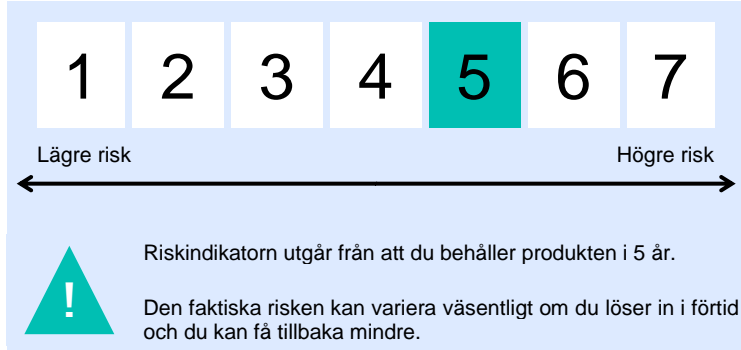 1 2 3 4 5 6 7
Lägre risk Högre risk
Riskindikatorn utgår från att du behåller produkten i 5 år.
!
Den faktiska risken kan variera väsentligt om du löser in i förtid
och du kan få tillbaka mindre.